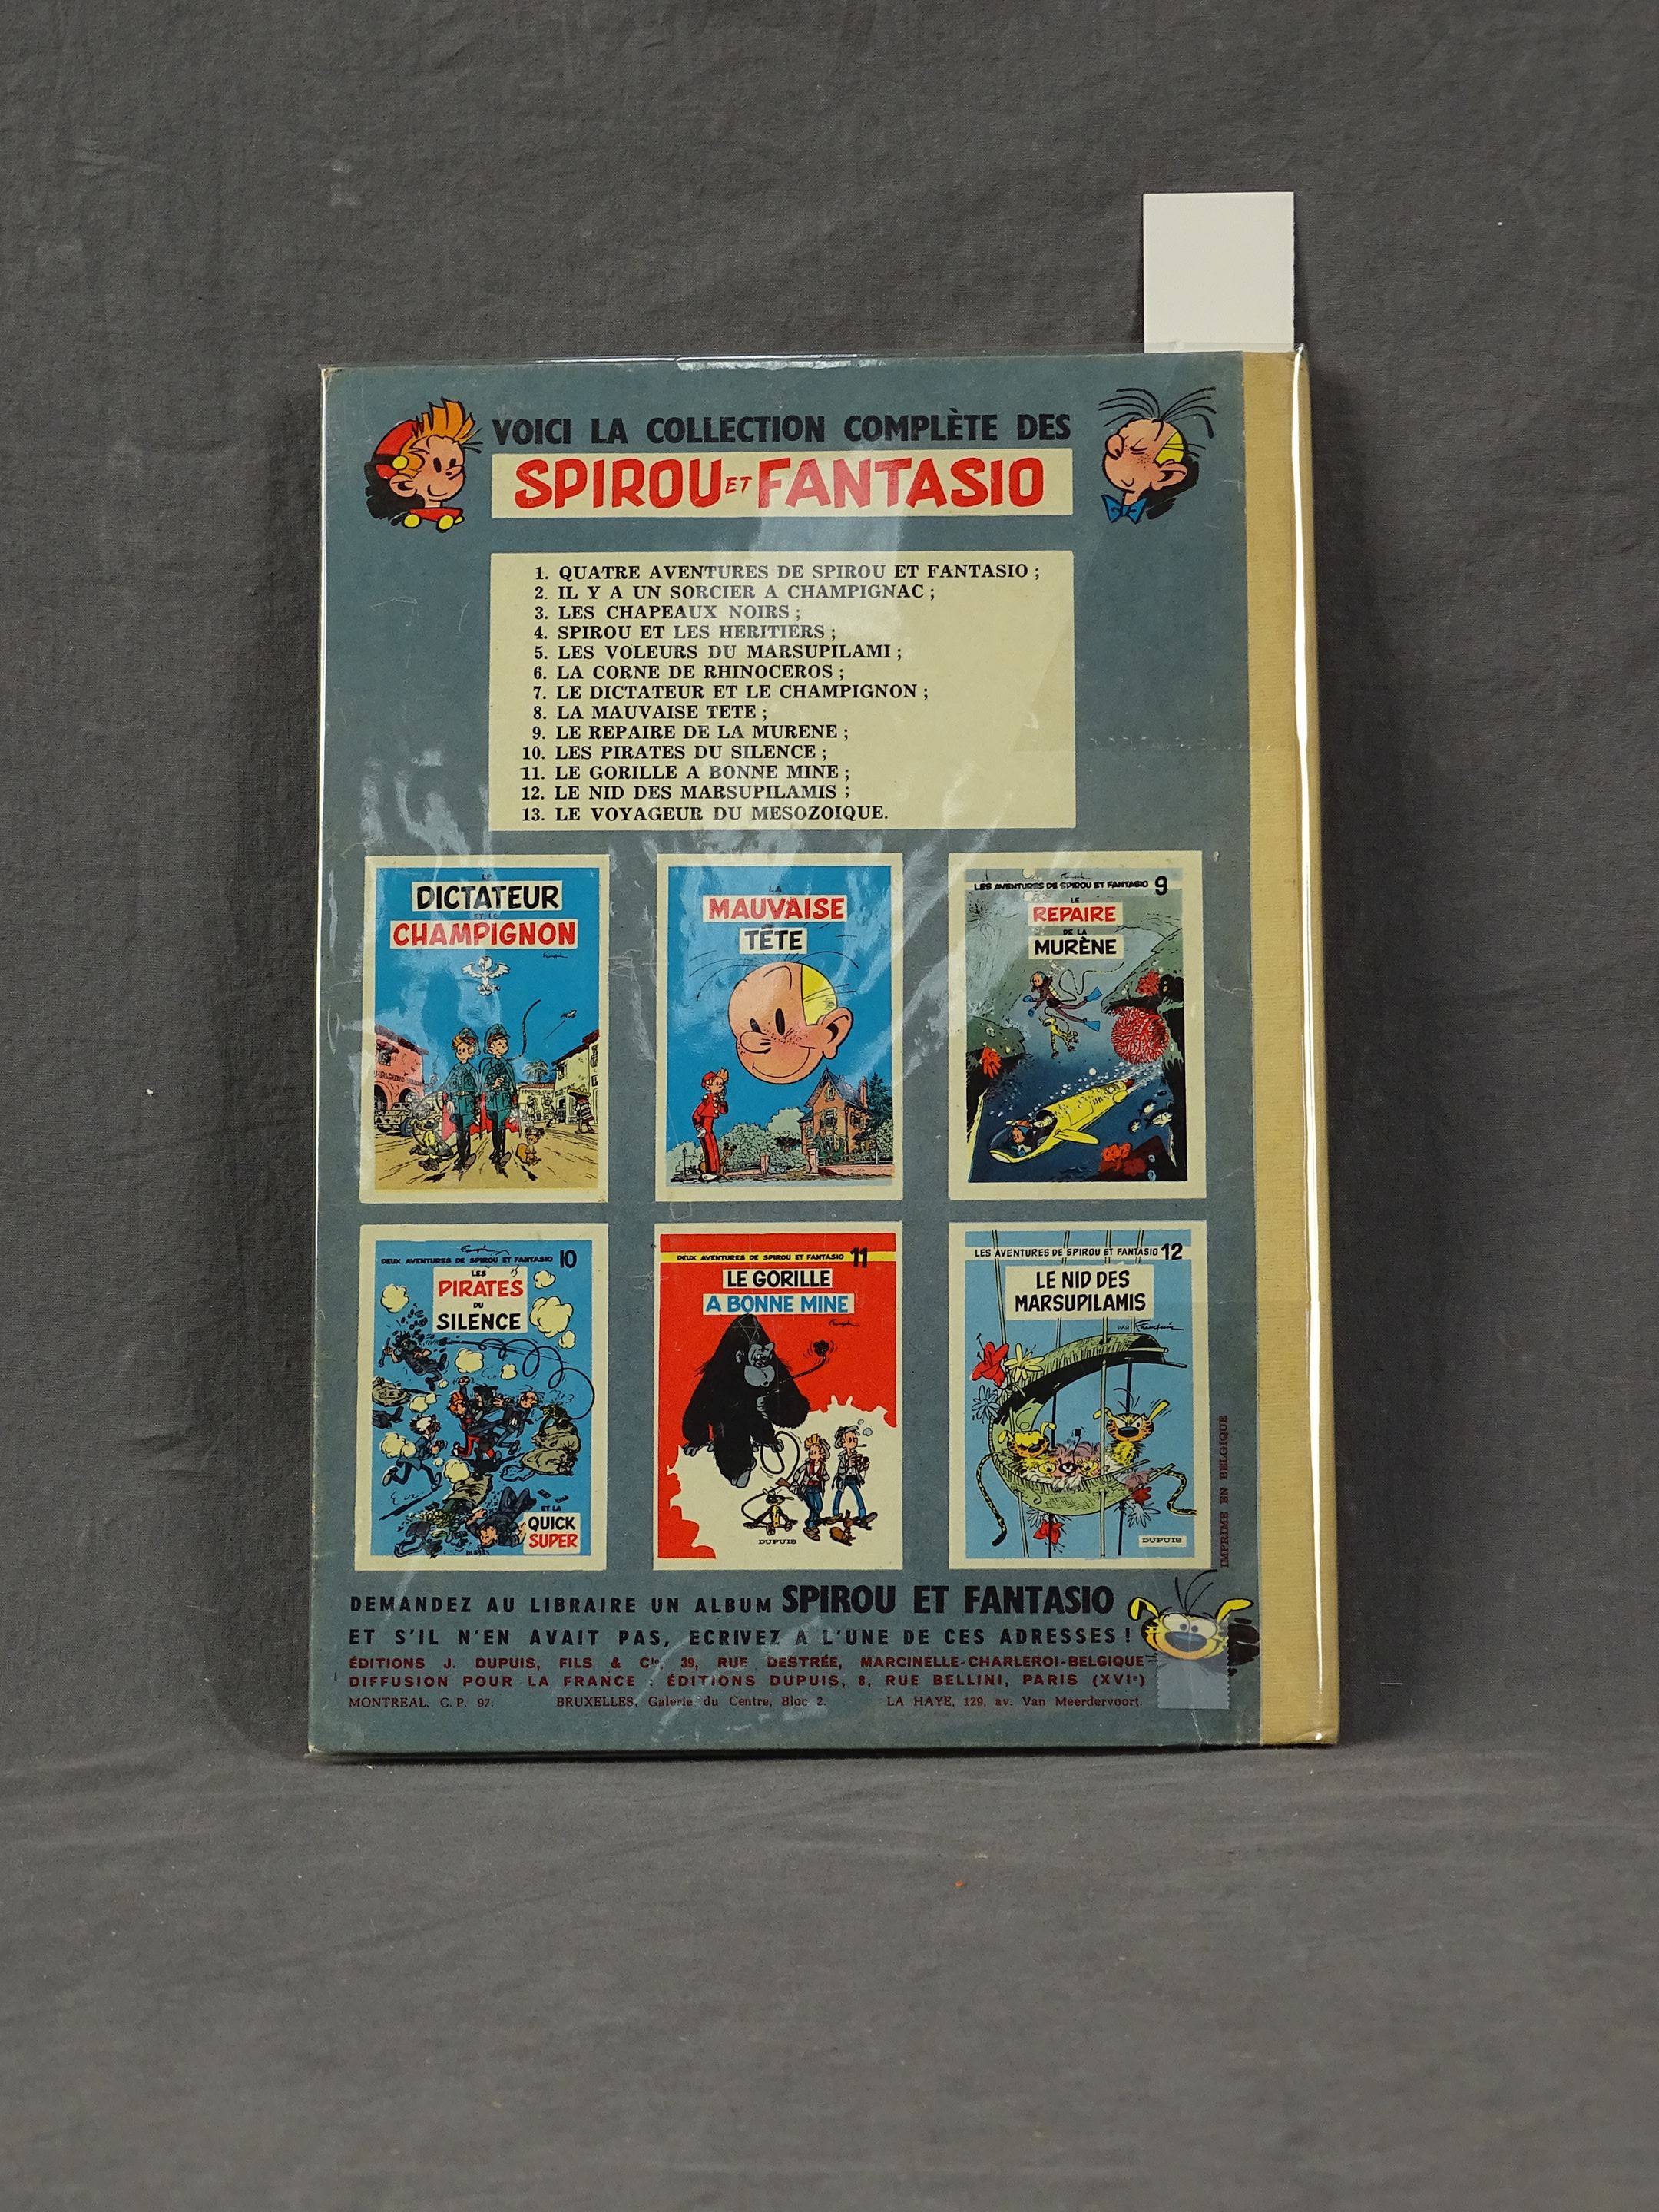 VOICI LA COLLECTION COMPLÈTE DES
SPIROU ET FANTASIO
1. QUATRE AVENTURES DE SPIROU ET FANTASIO ;
2. IL Y A UN SORCIER A CHAMPIGNAC ;
3. LES CHAPEAUX NOIRS ;
4. SPIROU ET LES HERITIERS ;
5. LES VOLEURS DU MARSUPILAMI ;
6. LA CORNE DE RHINOCEROS ;
7. LE DICTATEUR ET LE CHAMPIGNON ;
8. LA MAUVAISE TETE ;
9. LE REPAIRE DE LA MURENE ;
10. LES PIRATES DU SILENCE ;
11. LE GORILLE A BONNE MINE ;
12. LE NID DES MARSUPILAMIS ;
13. LE VOYAGEUR DU MESOZOIQUE.
LE
DICTATEUR
ET LE
CHAMPIGNON
LA
MAUVAISE
TÊTE
LES AVENTURES DE SPIROU ET FANTASIO 9
LE
REPAIRE
DE LA
MURÈNE
DEUX AVENTURES DE SPIROU ET FANTASIO 10
LES
PIRATES
DU
SILENCE
ET LA
QUICK
SUPER
DEUX AVENTURES DE SPIROU ET FANTASIO 11
LE GORILLE
A BONNE MINE
DUPUIS
LES AVENTURES DE SPIROU ET FANTASIO 12
LE NID DES
MARSUPILAMIS
PAR Franquin
DUPUIS
IMPRIME EN BELGIQUE
DEMANDEZ AU LIBRAIRE UN ALBUM SPIROU ET FANTASIO
ET S'IL N'EN AVAIT PAS, ECRIVEZ A L'UNE DE CES ADRESSES !
ÉDITIONS J. DUPUIS, FILS & Cie, 39, RUE DESTRÉE, MARCINELLE-CHARLEROI-BELGIQUE
DIFFUSION POUR LA FRANCE : ÉDITIONS DUPUIS, 8, RUE BELLINI, PARIS (XVIe)
MONTREAL, C. P. 97. BRUXELLES, Galerie du Centre, Bloc 2. LA HAYE, 129, av. Van Meerdervoort.